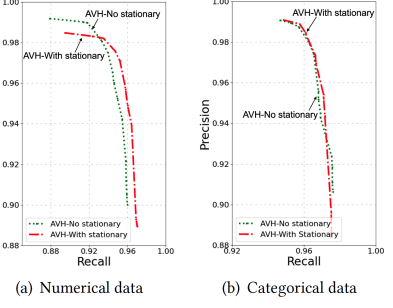 1.00
0.98
0.96
0.94
0.92
0.90
0.88
AVH-No stationary
AVH-With stationary
AVH-No stationary
AVH-With stationary
0.88 0.92 0.96 1.00
Recall
(a) Numerical data
Precision
1.00
0.98
0.96
0.94
0.92
0.90
0.88
AVH-With stationary
AVH-No stationary
AVH-No stationary
AVH-With Stationary
0.92 0.96 1.00
Recall
(b) Categorical data